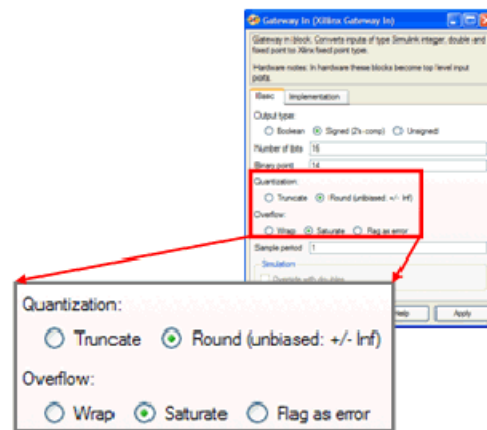 Gateway In (Xilinx Gateway In)
Gateway in block. Converts inputs of type Simulink integer, double and
fixed point to Xilinx fixed point type.
Hardware notes: In hardware these blocks become top level input
ports.
Basic Implementation
Output type:
Boolean Signed (2's comp) Unsigned
Number of bits 16
Binary point 14
Quantization:
Truncate Round (unbiased: +/- Inf)
Overflow:
Wrap Saturate Flag as error
Sample period 1
Simulation
Override with doubles
Help Apply
Quantization:
Truncate Round (unbiased: +/- Inf)
Overflow:
Wrap Saturate Flag as error